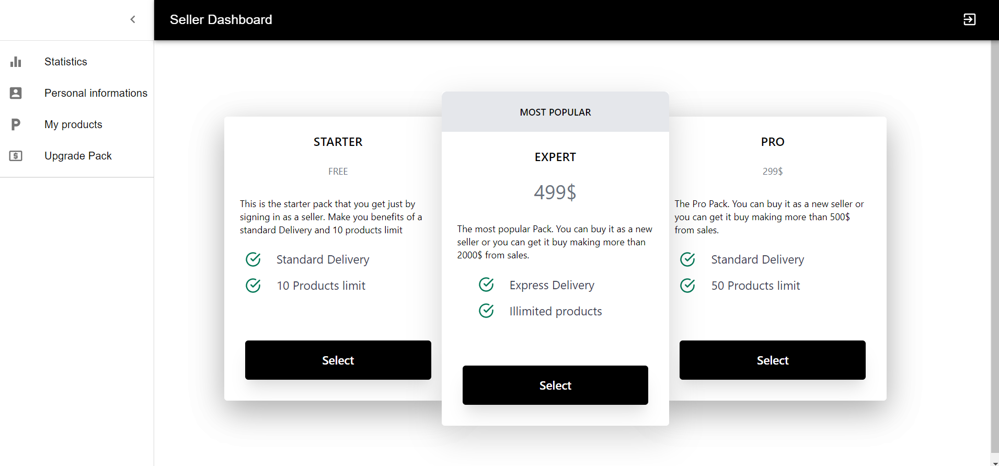 Seller Dashboard
Statistics
Personal informations
My products
Upgrade Pack
STARTER
FREE
This is the starter pack that you get just by
signing in as a seller. Make you benefits of a
standard Delivery and 10 products limit
Standard Delivery
10 Products limit
Select
MOST POPULAR
EXPERT
499$
The most popular Pack. You can buy it as a new
seller or you can get it buy making more than
2000$ from sales.
Express Delivery
Illimited products
Select
PRO
299$
The Pro Pack. You can buy it as a new seller or
you can get it buy making more than 500$
from sales.
Standard Delivery
50 Products limit
Select